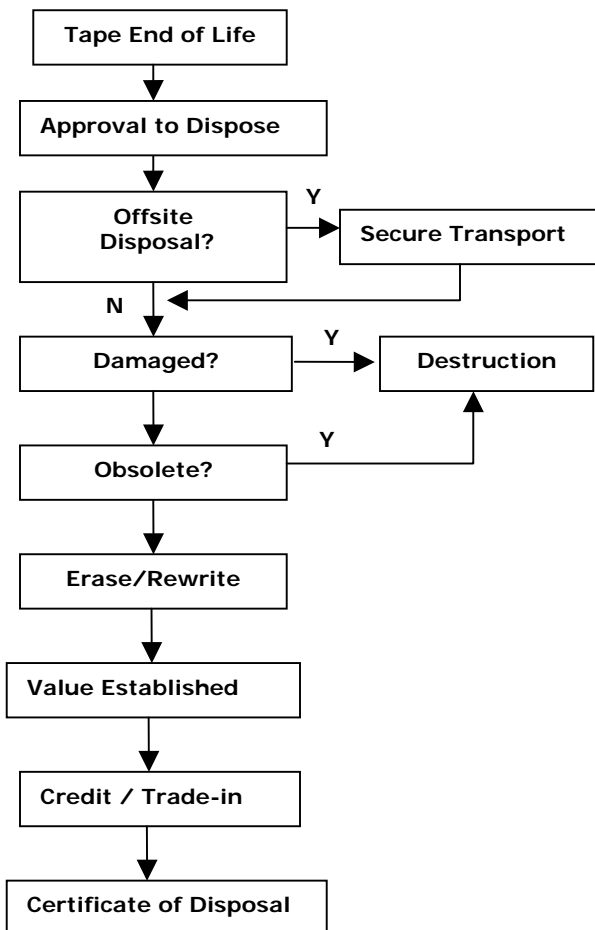 Tape End of Life
Approval to Dispose
Offsite
Disposal?
Y
Secure Transport
N
Damaged?
Y
Destruction
Obsolete?
Y
Erase/Rewrite
Value Established
Credit / Trade-in
Certificate of Disposal